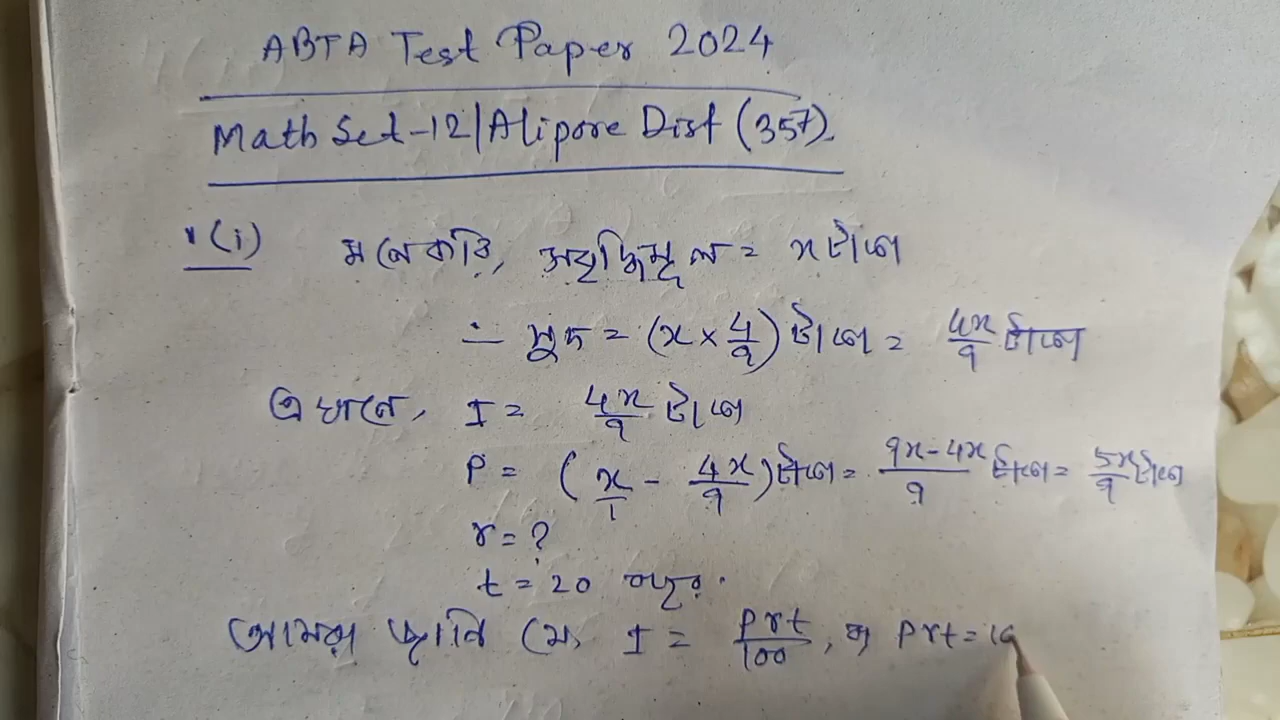 ABTA Test Paper 2024
Math Set-12/Alipore Dist (357).
1(i) মনেকরি, সবৃদ্ধিমূল = x টাকা
∴ সুদ = (x × 4/9) টাকা = 4x/9 টাকা
এখানে, I = 4x/9 টাকা
P = (x/1 - 4x/9) টাকা = 9x-4x/9 টাকা = 5x/9 টাকা
r = ?
t = 20 বছর.
আমরা জানি যে, I = prt/100, বা prt = 10